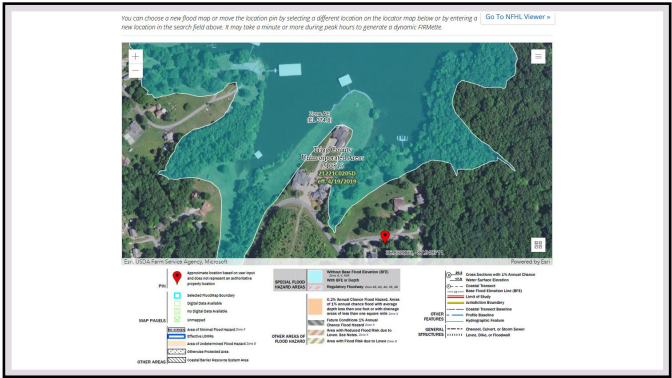 You can choose a new flood map or move the location pin by selecting a different location on the locator map below or by entering a
new location in the search field above. It may take a minute or more during peak hours to generate a dynamic FIRMette.
Go To NFHL Viewer »
Zone AE
21221C0205D
eff. 4/19/2019
Esri, USDA Farm Service Agency, Microsoft
Powered by Esri
PIN
Approximate location based on user input
and does not represent an authoritative
property location
MAP PANELS
Selected FloodMap Boundary
Digital Data Available
No Digital Data Available
Unmapped
Area of Minimal Flood Hazard Zone X
Effective LOMRs
Area of Undetermined Flood Hazard Zone D
Otherwise Protected Area
OTHER AREAS
Coastal Barrier Resource System Area
SPECIAL FLOOD
HAZARD AREAS
Without Base Flood Elevation (BFE)
With BFE or Depth
Regulatory Floodway
0.2% Annual Chance Flood Hazard, Areas
of 1% annual chance flood with average
depth less than one foot or with drainage
areas of less than one square mile Zone X
Future Conditions 1% Annual
Chance Flood Hazard Zone X
Area with Reduced Flood Risk due to
Levee. See Notes. Zone X
Area with Flood Risk due to Levee Zone D
OTHER AREAS OF
FLOOD HAZARD
Cross Sections with 1% Annual Chance
Water Surface Elevation
Coastal Transect
Base Flood Elevation Line (BFE)
Limit of Study
Jurisdiction Boundary
Coastal Transect Baseline
Profile Baseline
Hydrographic Feature
OTHER
FEATURES
Channel, Culvert, or Storm Sewer
Levee, Dike, or Floodwall
GENERAL
STRUCTURES